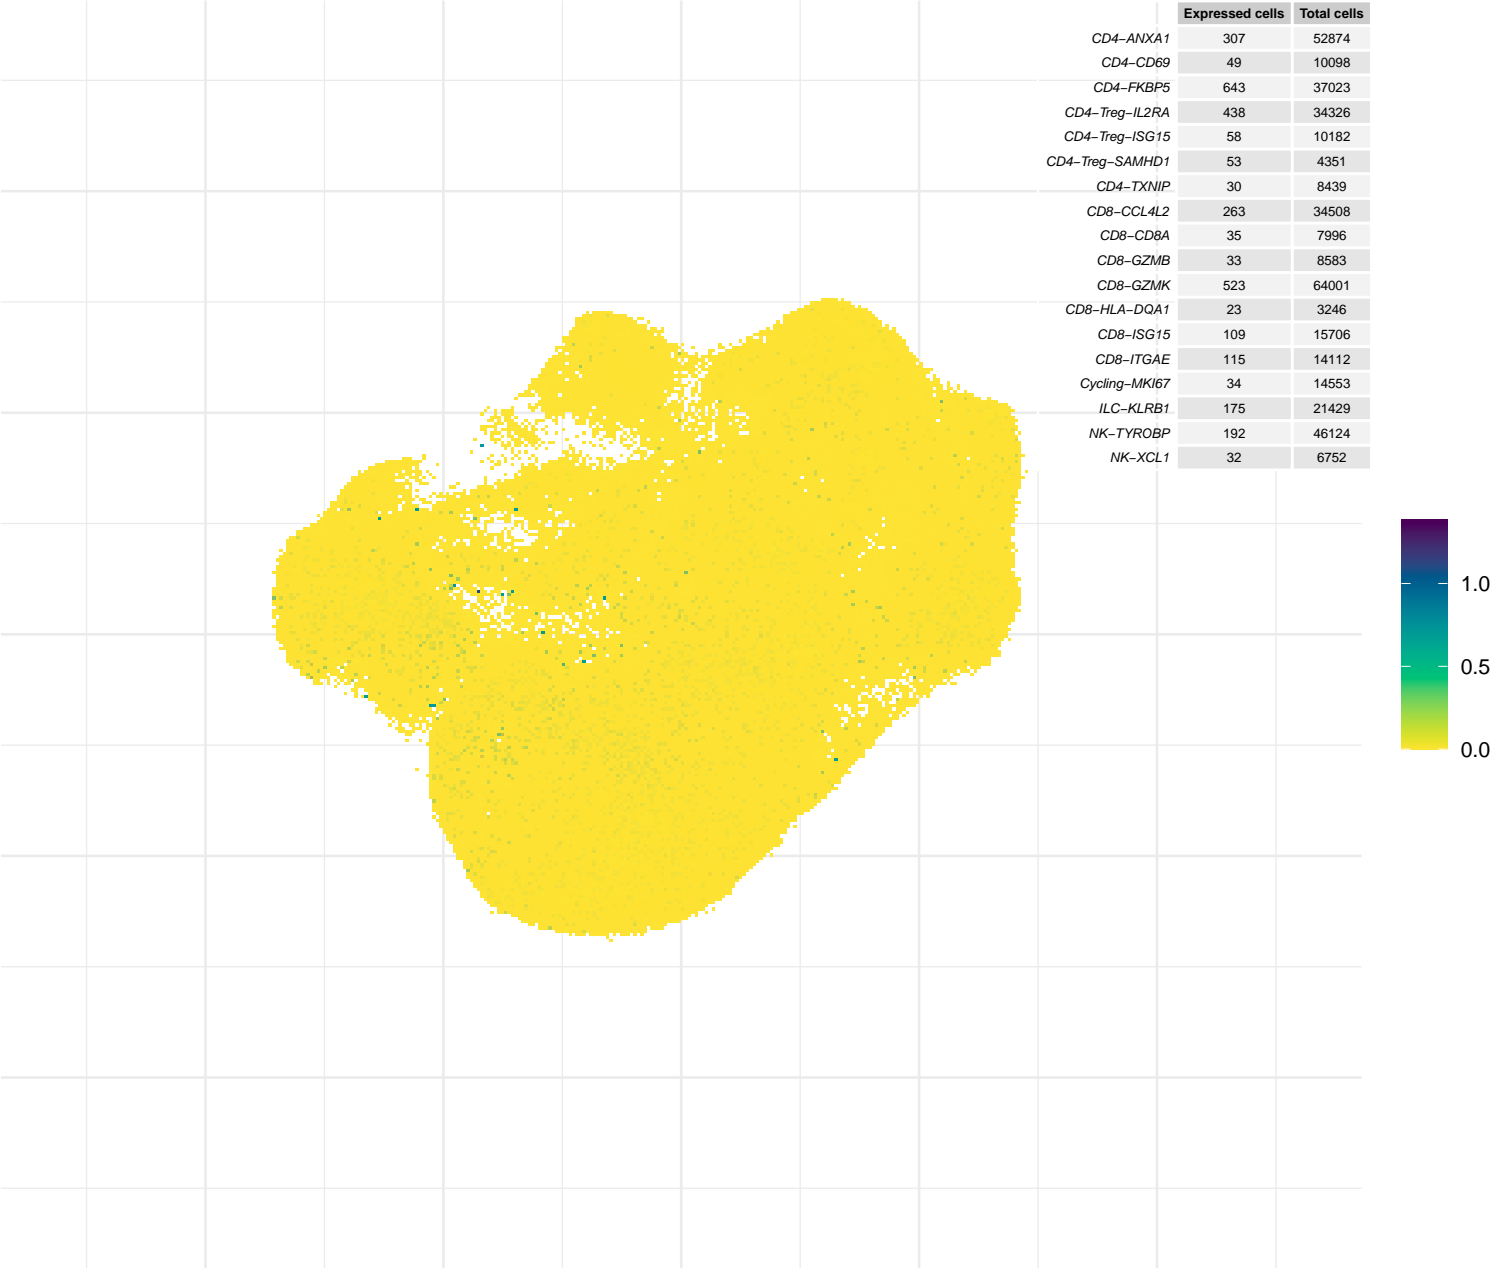 Expressed cells Total cells
CD4−ANXA1 307 52874
CD4−CD69 49 10098
CD4−FKBP5 643 37023
CD4−Treg−IL2RA 438 34326
CD4−Treg−ISG15 58 10182
CD4−Treg−SAMHD1 53 4351
CD4−TXNIP 30 8439
CD8−CCL4L2 263 34508
CD8−CD8A 35 7996
CD8−GZMB 33 8583
CD8−GZMK 523 64001
CD8−HLA−DQA1 23 3246
CD8−ISG15 109 15706
CD8−ITGAE 115 14112
Cycling−MKI67 34 14553
ILC−KLRB1 175 21429
NK−TYROBP 192 46124
NK−XCL1 32 6752
1.0
0.5
0.0